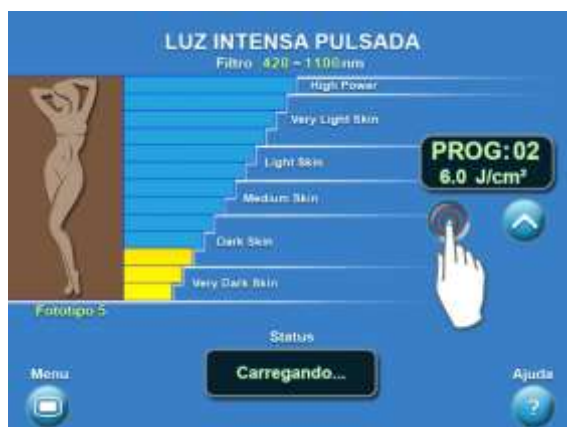 LUZ INTENSA PULSADA
Filtro 420 ~ 1100nm
High Power
Very Light Skin
Light Skin
PROG:02
6.0 J/cm²
Medium Skin
Dark Skin
Very Dark Skin
Fotótipo 5
Status
Menu
Carregando...
Ajuda
?